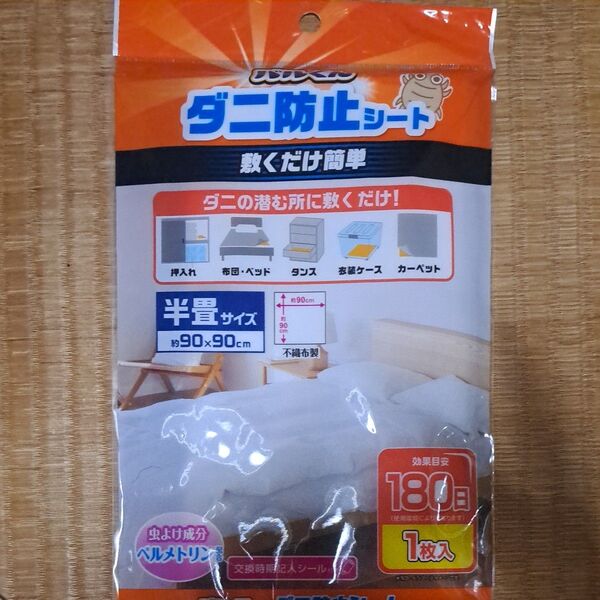 ダニ防止シート
敷くだけ簡単
ダニの潜む所に敷くだけ!
押入れ
布団・ベッド
タンス
衣装ケース
カーペット
半畳サイズ
約90×90cm
約90cm
約90cm
不織布製
効果目安
180日
1枚入
虫よけ成分
ペルメトリン
交換時期記入シール